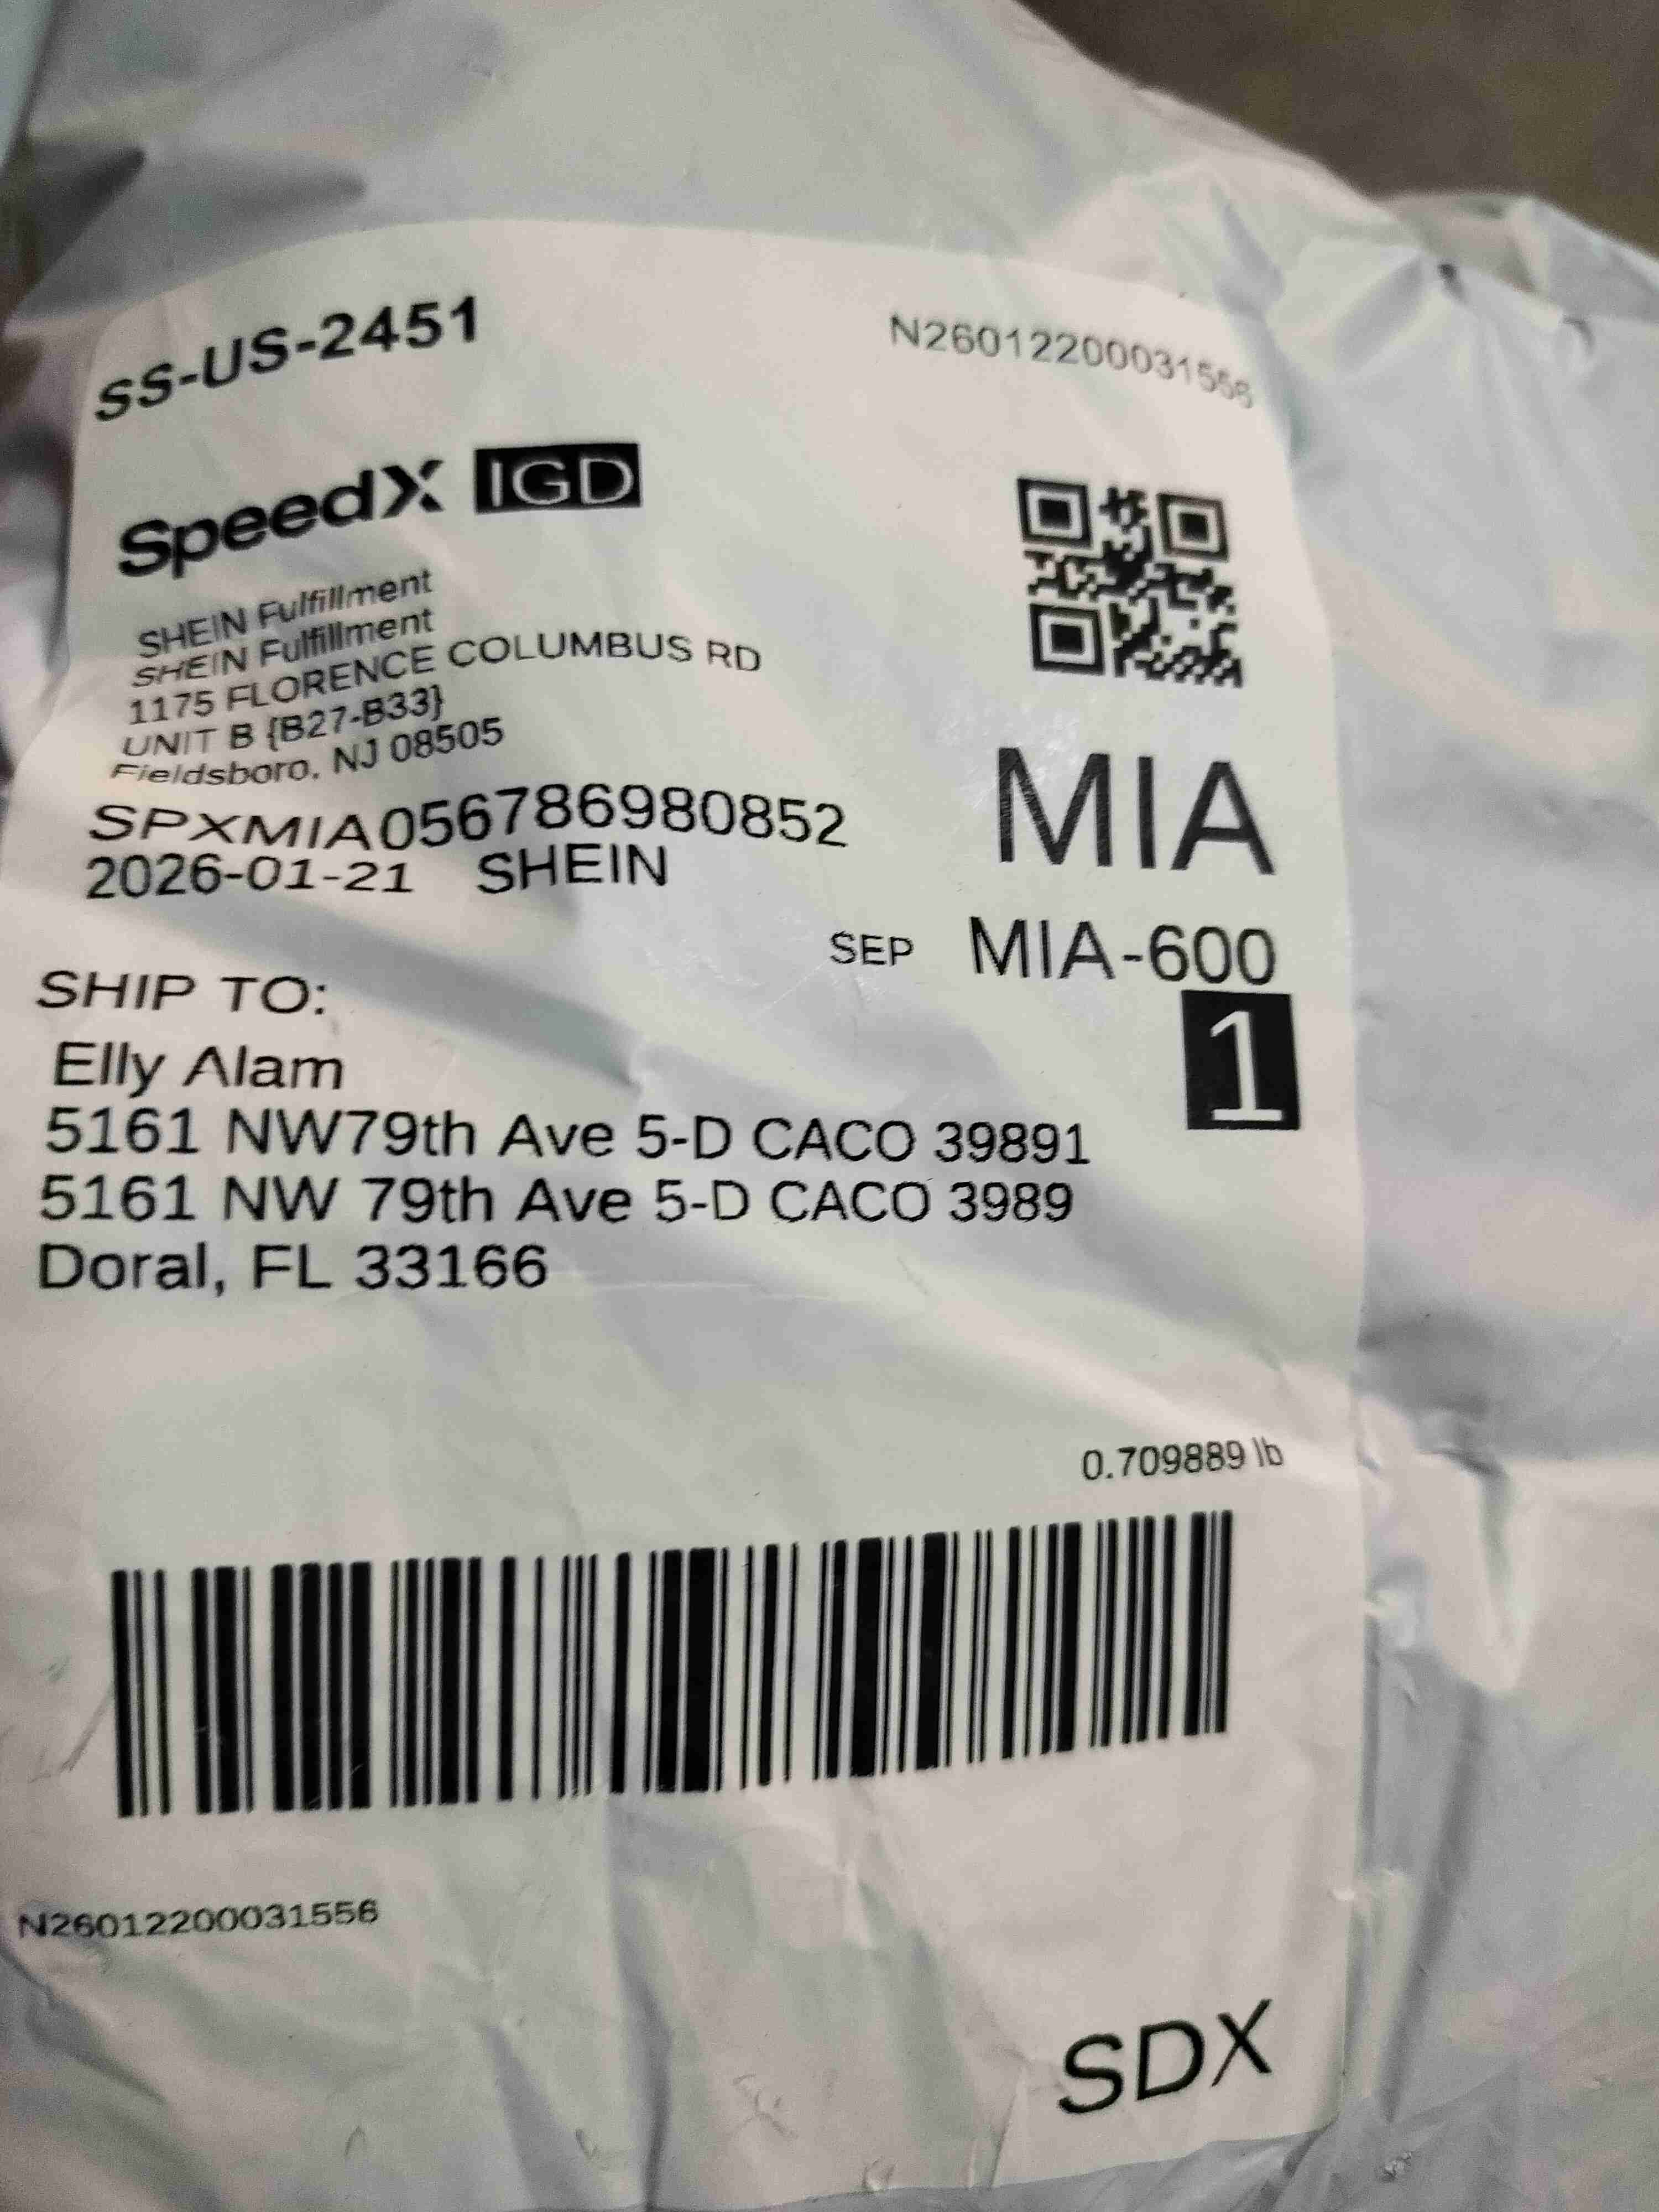 SS-US-2451
N26012200031556
SpeedX IGD
SHEIN Fulfillment
SHEIN Fulfillment
1175 FLORENCE COLUMBUS RD
UNIT B {B27-B33}
Fieldsboro, NJ 08505
SPXMIA056786980852
2026-01-21 SHEIN
MIA
SEP MIA-600
1
SHIP TO:
Elly Alam
5161 NW79th Ave 5-D CACO 39891
5161 NW 79th Ave 5-D CACO 3989
Doral, FL 33166
0.709889 lb
N26012200031556
SDX